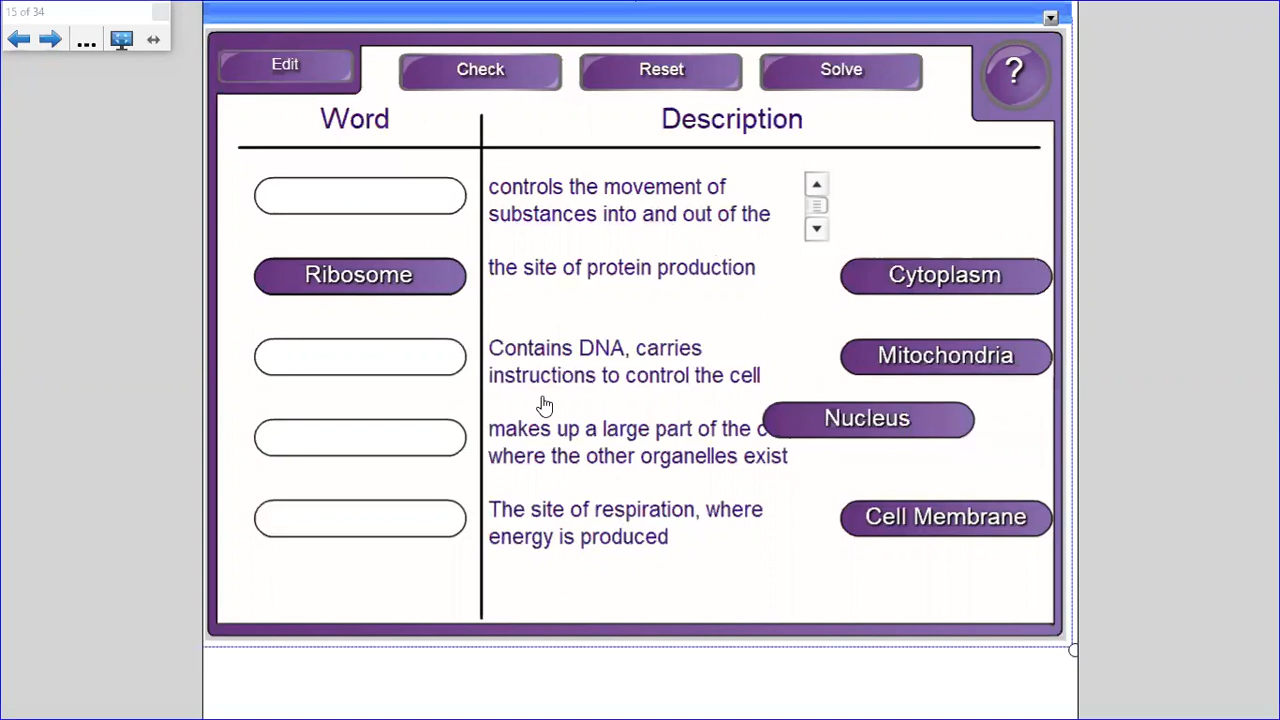 15 of 34
...
Edit
Check
Reset
Solve
?
Word
Description
controls the movement of
substances into and out of the
Ribosome
the site of protein production
Cytoplasm
Contains DNA, carries
instructions to control the cell
Mitochondria
Nucleus
makes up a large part of the
where the other organelles exist
The site of respiration, where
energy is produced
Cell Membrane